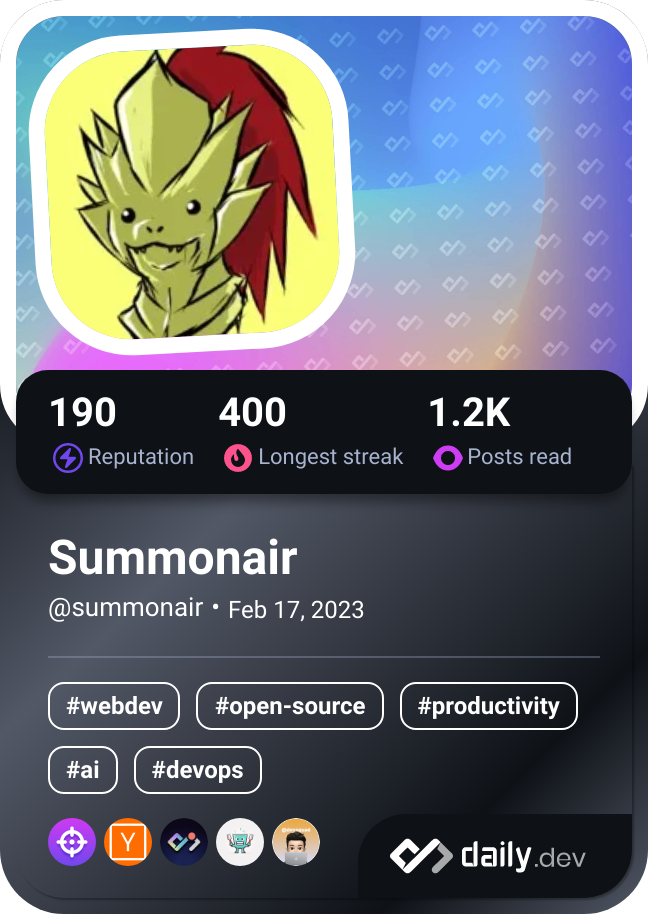 190 400 1.2K
Reputation Longest streak Posts read
Summonair
@summonair • Feb 17, 2023
#webdev #open-source #productivity
#ai #devops
Y
daily.dev